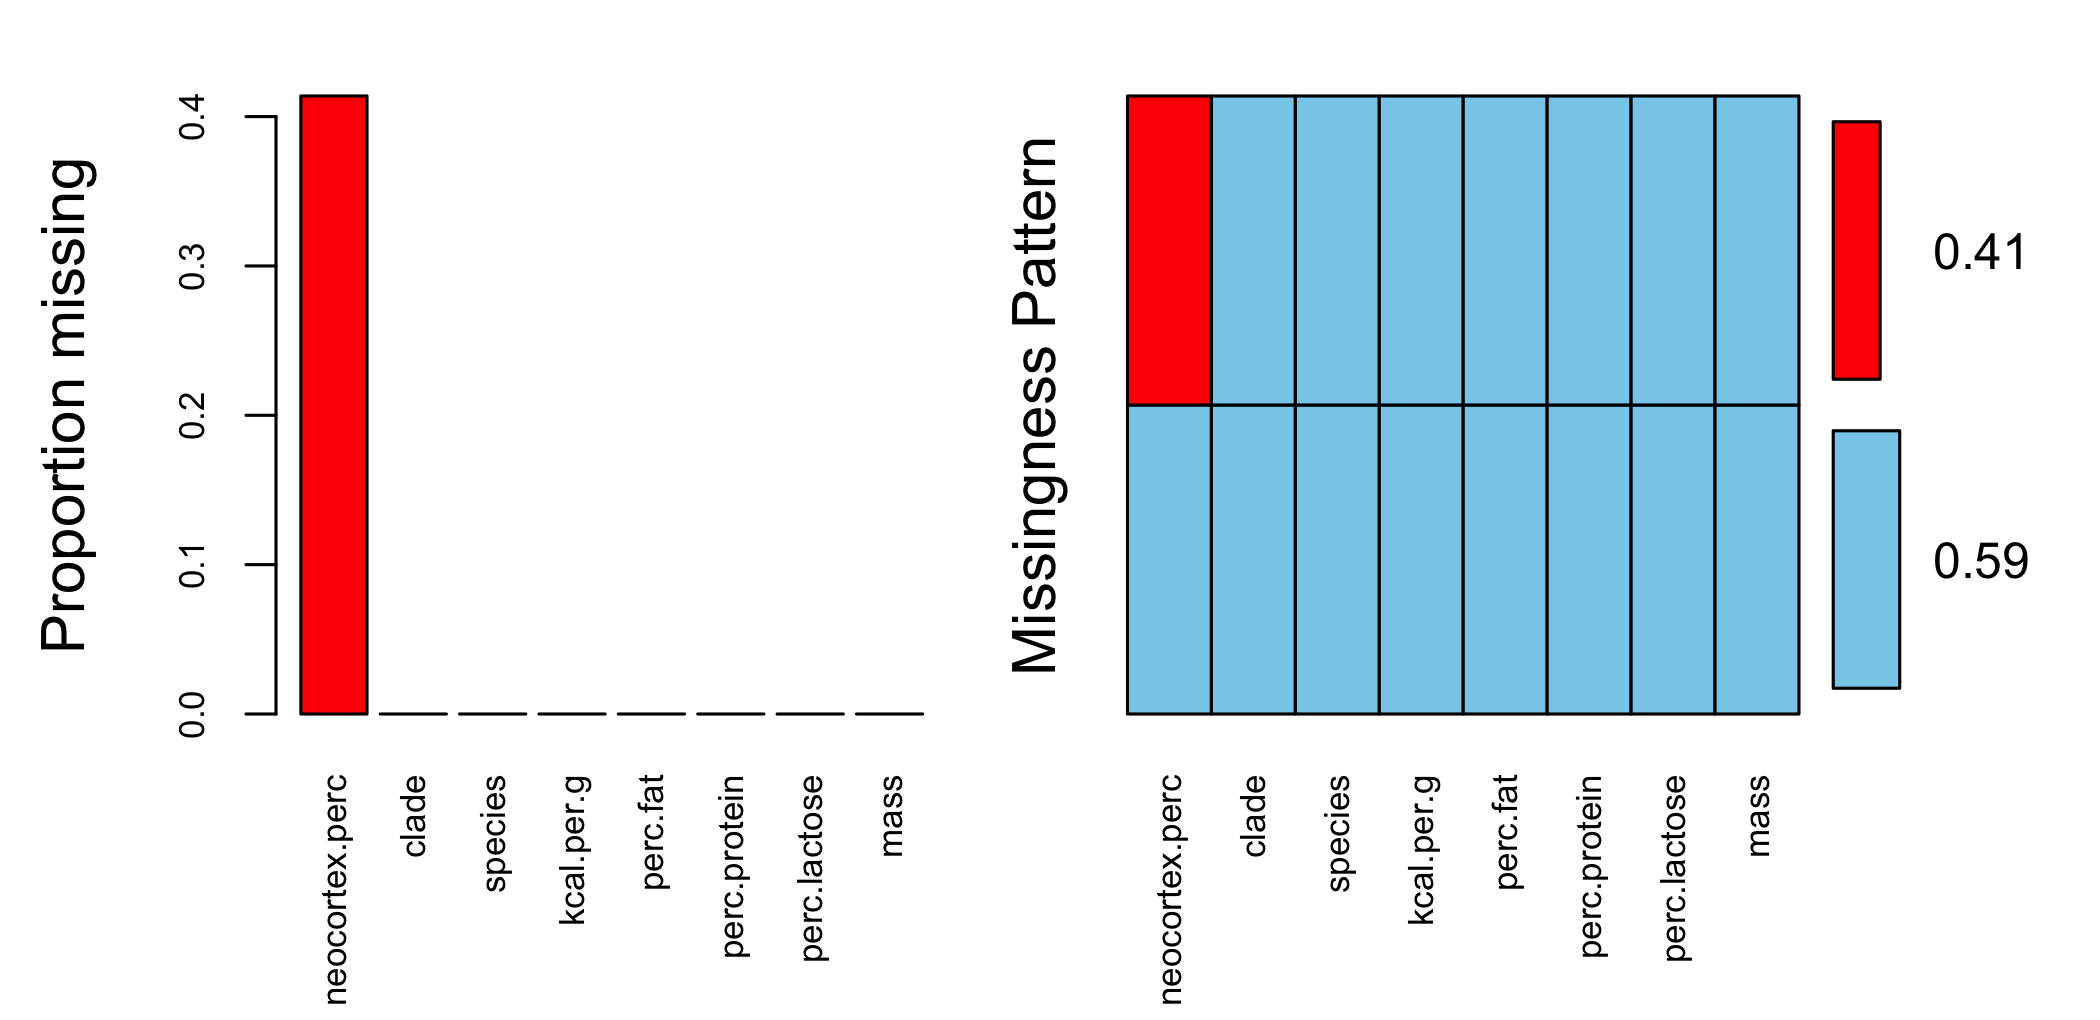 Proportion missing
0.4
0.3
0.2
0.1
0.0
neocortex.perc
clade
species
kcal.per.g
perc.fat
perc.protein
perc.lactose
mass
Missingness Pattern
neocortex.perc
clade
species
kcal.per.g
perc.fat
perc.protein
perc.lactose
mass
0.41
0.59